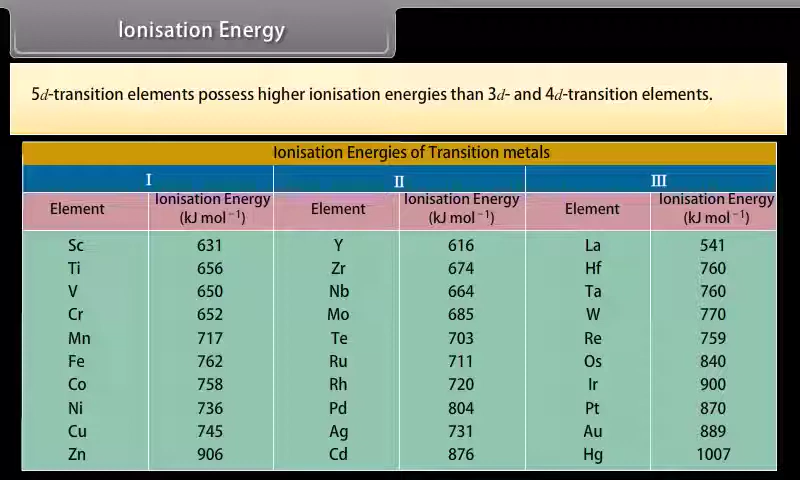 Ionisation Energy
5d-transition elements possess higher ionisation energies than 3d- and 4d-transition elements.
Ionisation Energies of Transition metals
I II III
Element Ionisation Energy (kJ mol⁻¹) Element Ionisation Energy (kJ mol⁻¹) Element Ionisation Energy (kJ mol⁻¹)
Sc 631 Y 616 La 541
Ti 656 Zr 674 Hf 760
V 650 Nb 664 Ta 760
Cr 652 Mo 685 W 770
Mn 717 Te 703 Re 759
Fe 762 Ru 711 Os 840
Co 758 Rh 720 Ir 900
Ni 736 Pd 804 Pt 870
Cu 745 Ag 731 Au 889
Zn 906 Cd 876 Hg 1007